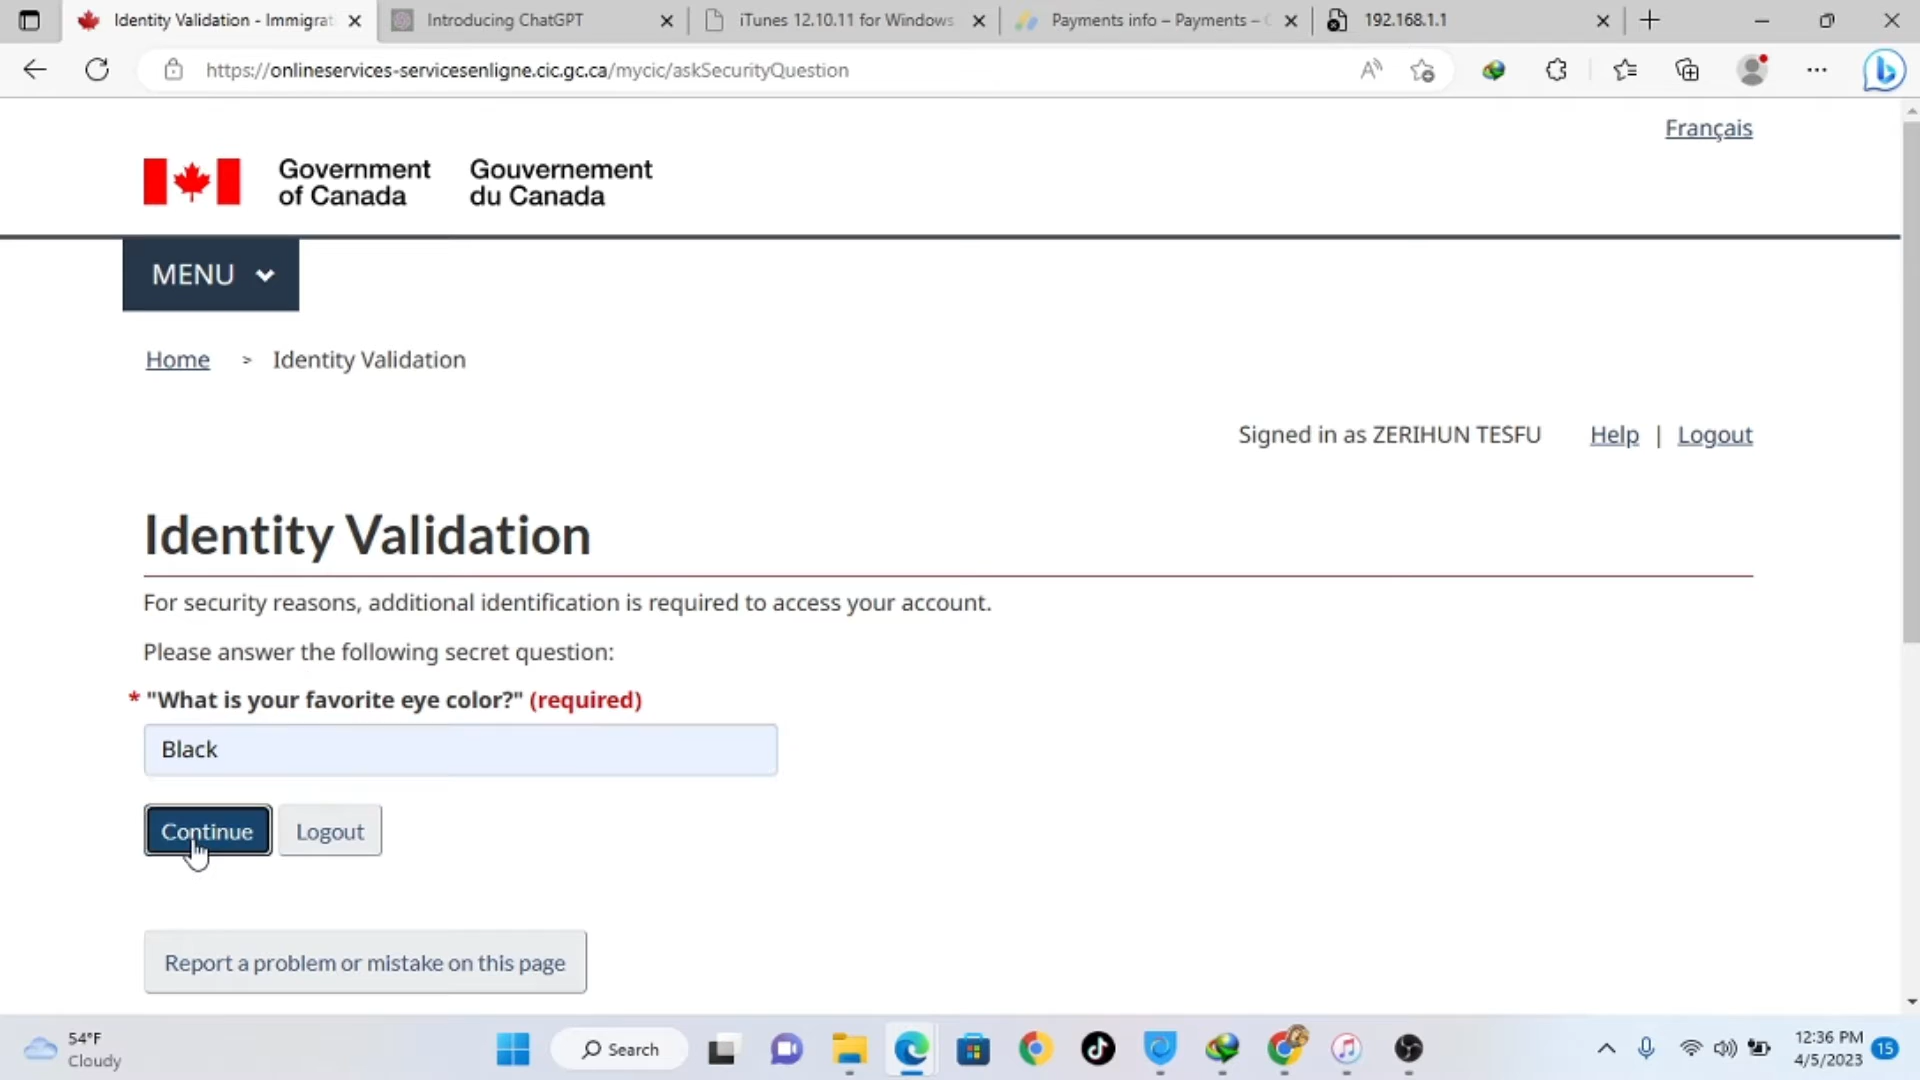 Identity Validation - Immigrat
Introducing ChatGPT
iTunes 12.10.11 for Windows
Payments info – Payments –
192.168.1.1
https://onlineservices-servicesenligne.cic.gc.ca/mycic/askSecurityQuestion
Français
Government of Canada
Gouvernement du Canada
MENU
Home > Identity Validation
Signed in as ZERIHUN TESFU Help | Logout
Identity Validation
For security reasons, additional identification is required to access your account.
Please answer the following secret question:
* "What is your favorite eye color?" (required)
Black
Continue Logout
Report a problem or mistake on this page
54°F
Cloudy
Search
12:36 PM
4/5/2023
15